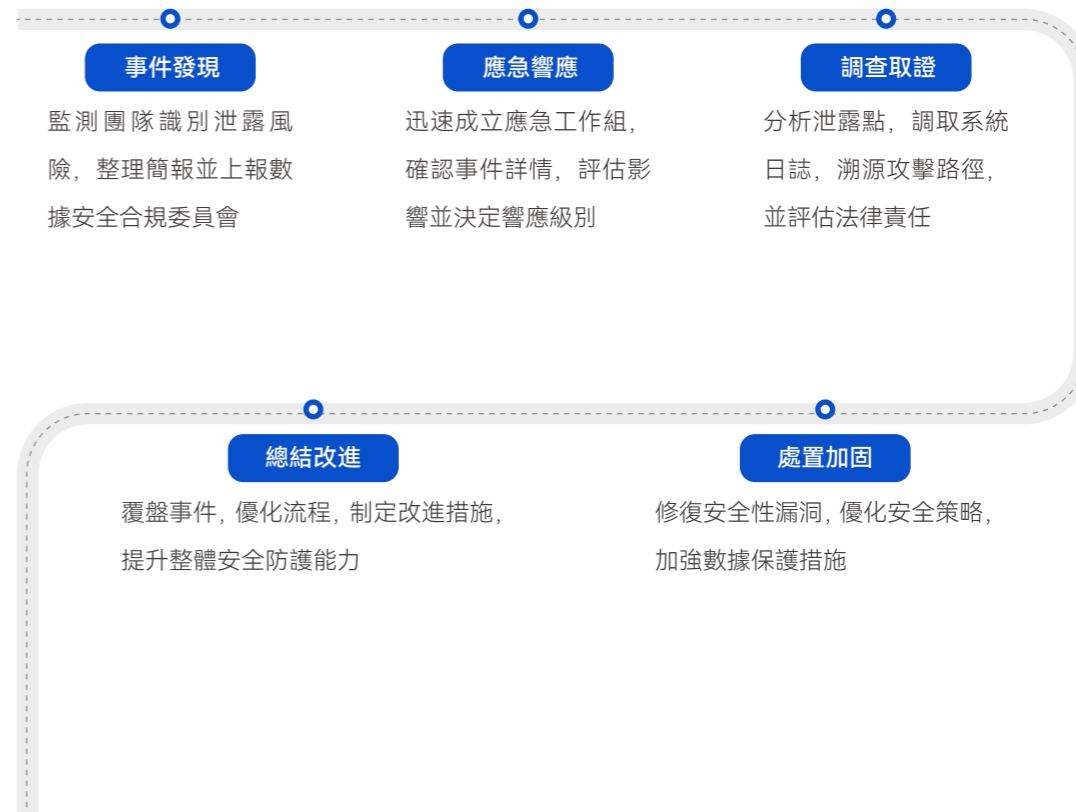 事件發現
監測團隊識別泄露風
險，整理簡報並上報數
據安全合規委員會
應急響應
迅速成立應急工作組，
確認事件詳情，評估影
響並決定響應級別
調查取證
分析泄露點，調取系統
日誌，溯源攻擊路徑，
並評估法律責任
處置加固
修復安全性漏洞，優化安全策略，
加強數據保護措施
總結改進
覆盤事件，優化流程，制定改進措施，
提升整體安全防護能力